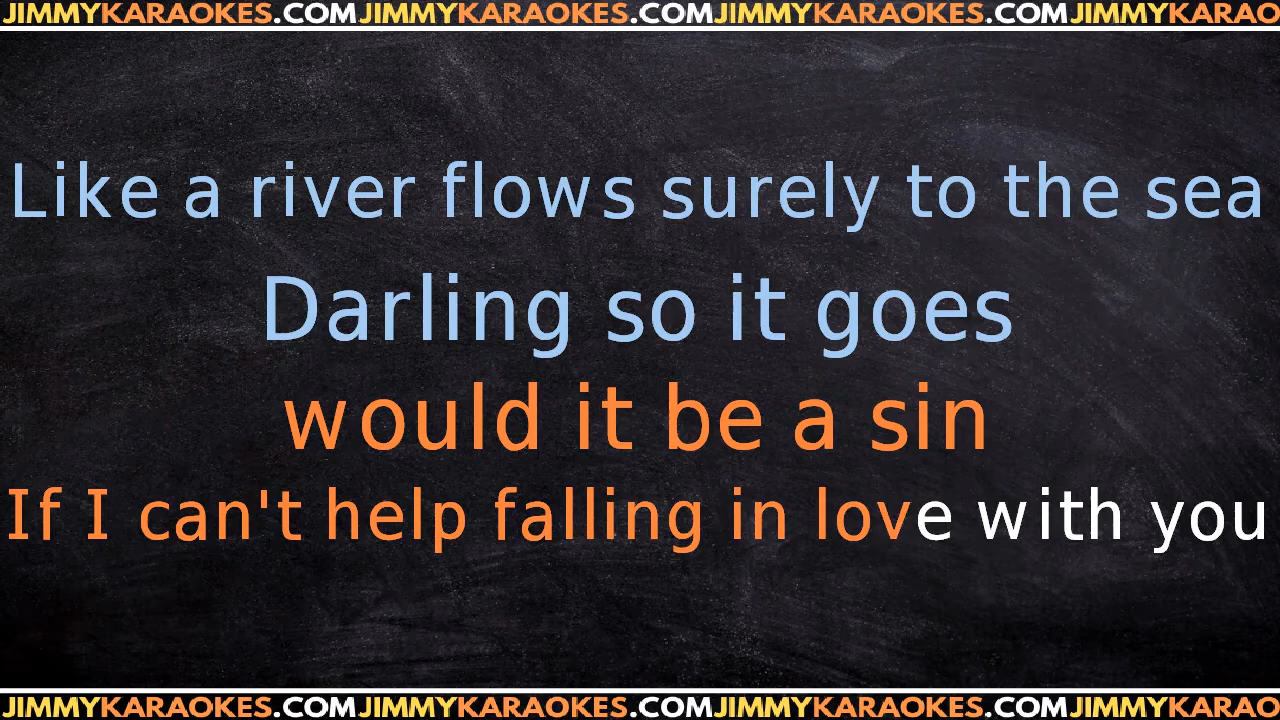 JIMMYKARAOKES.COMJIMMYKARAOKES.COMJIMMYKARAOKES.COMJIMMYKARAO
Like a river flows surely to the sea
Darling so it goes
would it be a sin
If I can't help falling in love with you
JIMMYKARAOKES.COMJIMMYKARAOKES.COMJIMMYKARAOKES.COMJIMMYKARAO